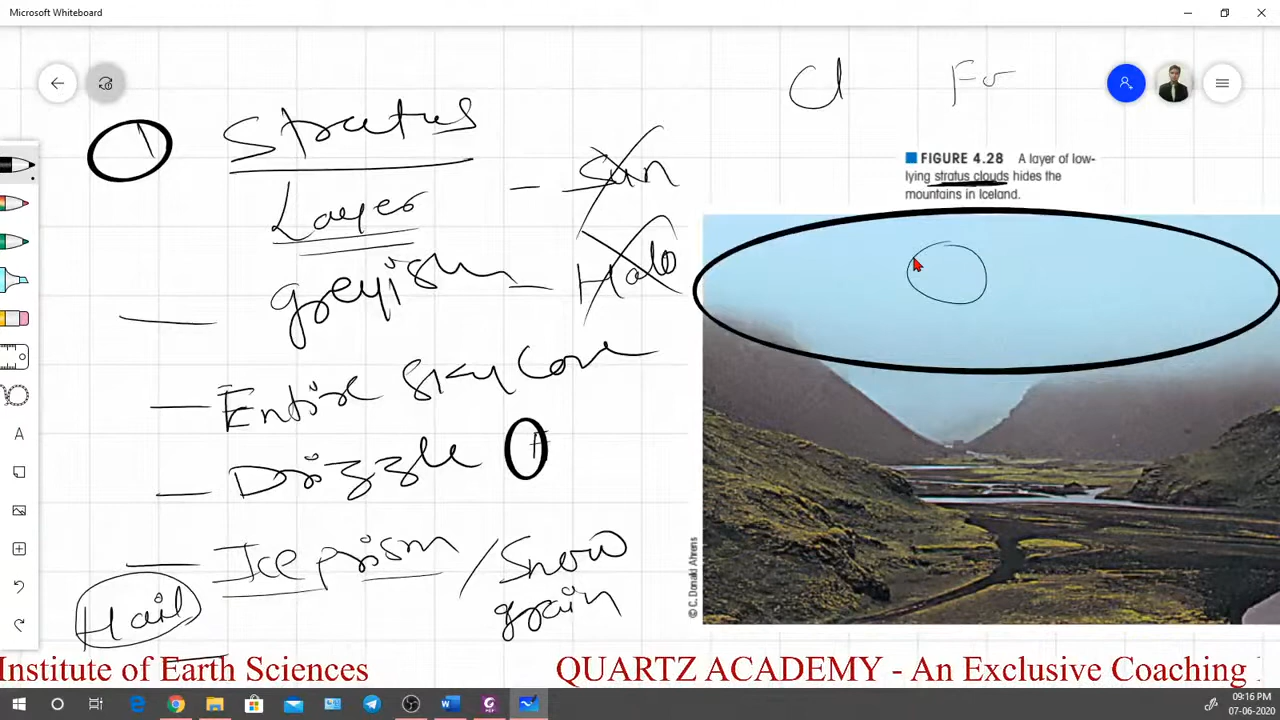 Microsoft Whiteboard
Cl Fo
1 Stratus
Layer - Sun
— greyish - Halo
— Entire sky Cove
— Drizzle F
— Ice prism / Snow
grain
Hail
FIGURE 4.28 A layer of low-
lying stratus clouds hides the
mountains in Iceland.
© C. Donald Ahrens
A
Institute of Earth Sciences QUARTZ ACADEMY - An Exclusive Coaching
09:16 PM
07-06-2020